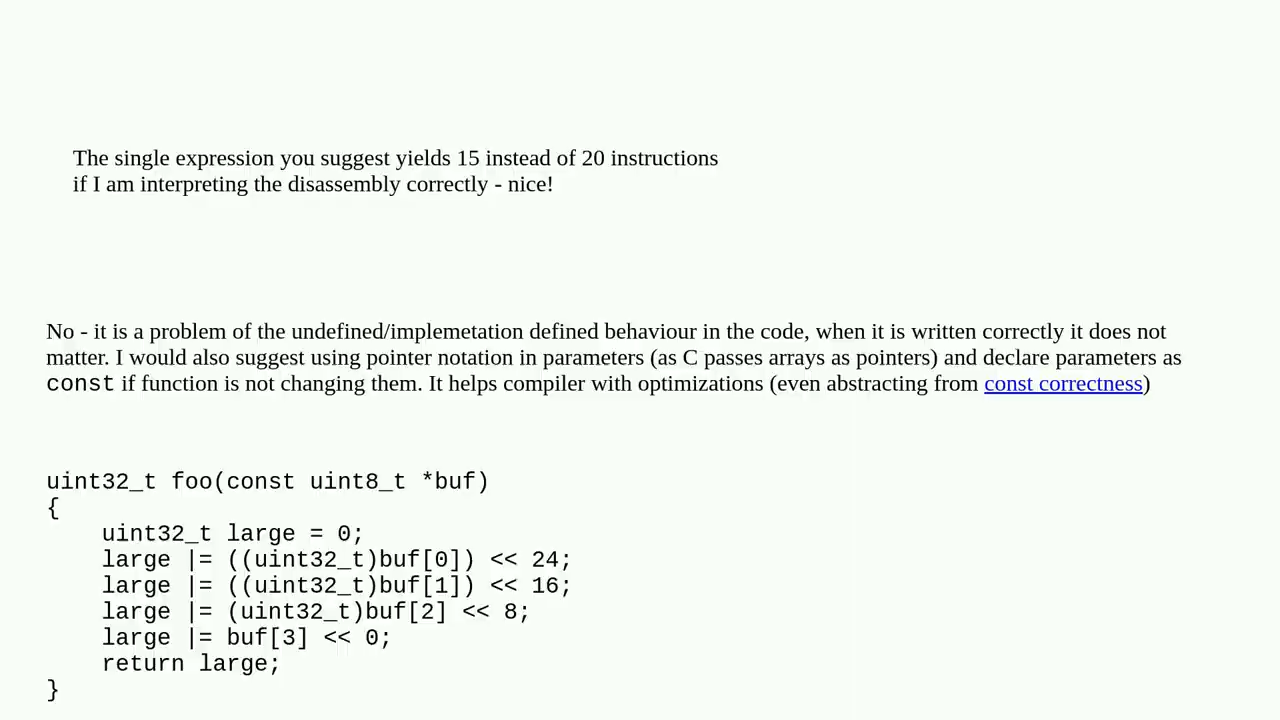 The single expression you suggest yields 15 instead of 20 instructions
if I am interpreting the disassembly correctly - nice!
No - it is a problem of the undefined/implemetation defined behaviour in the code, when it is written correctly it does not
matter. I would also suggest using pointer notation in parameters (as C passes arrays as pointers) and declare parameters as
const if function is not changing them. It helps compiler with optimizations (even abstracting from const correctness)
uint32_t foo(const uint8_t *buf)
{
    uint32_t large = 0;
    large |= ((uint32_t)buf[0]) << 24;
    large |= ((uint32_t)buf[1]) << 16;
    large |= (uint32_t)buf[2] << 8;
    large |= buf[3] << 0;
    return large;
}